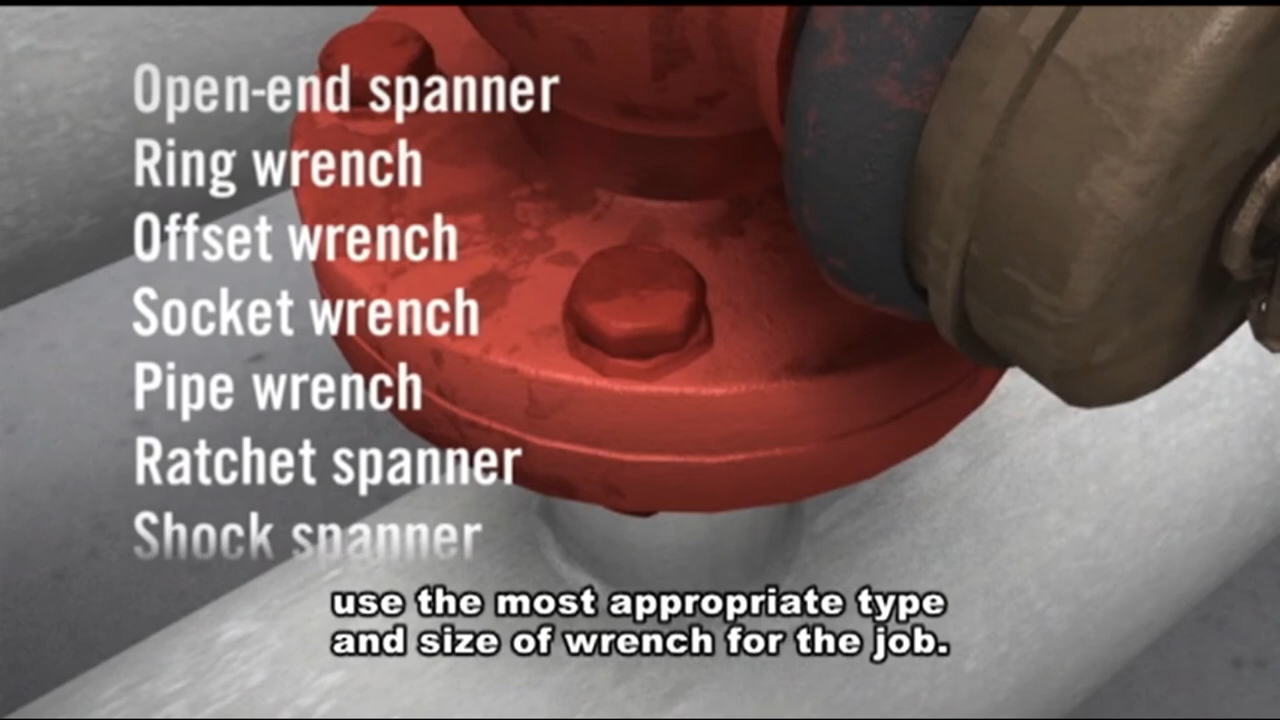 Open-end spanner
Ring wrench
Offset wrench
Socket wrench
Pipe wrench
Ratchet spanner
Shock spanner
use the most appropriate type
and size of wrench for the job.